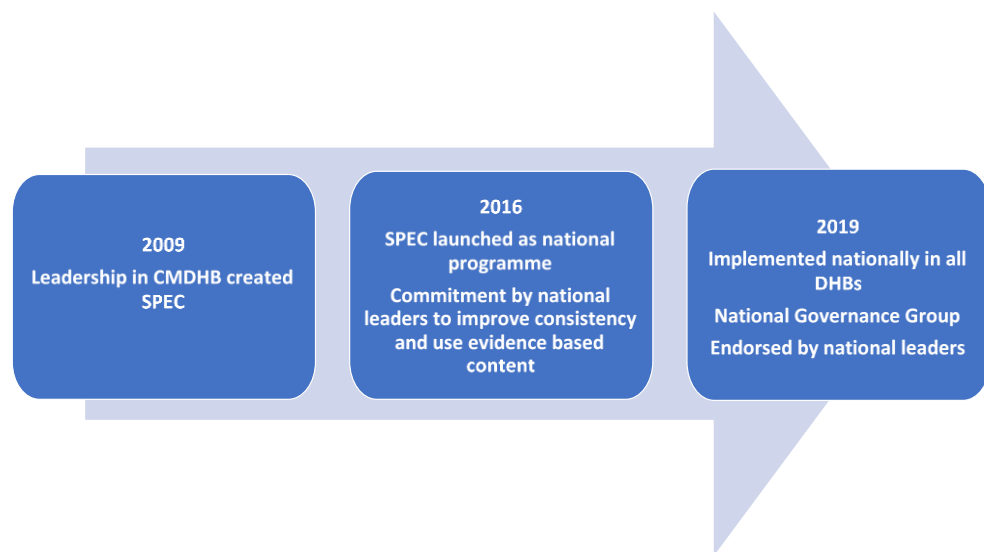 2009
Leadership in CMDHB created
SPEC
2016
SPEC launched as national
programme
Commitment by national
leaders to improve consistency
and use evidence based
content
2019
Implemented nationally in all
DHBs
National Governance Group
Endorsed by national leaders